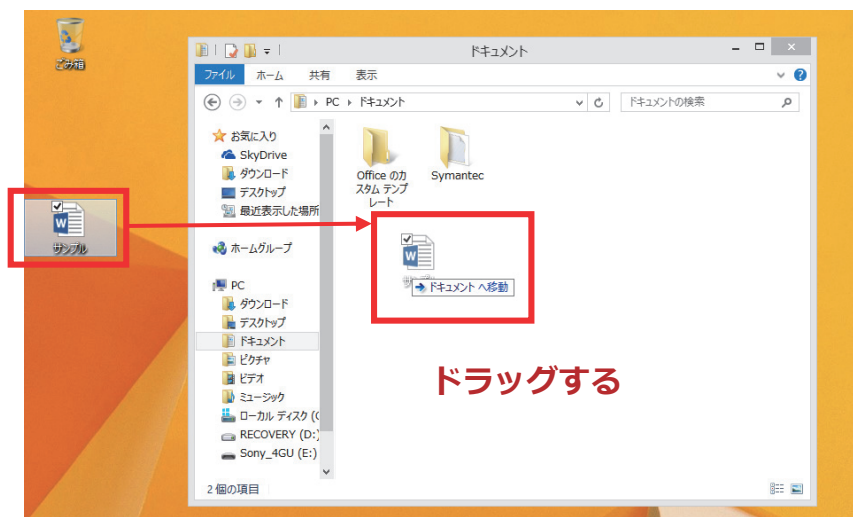 ごみ箱
ドキュメント
ファイル ホーム 共有 表示
PC ドキュメント
ドキュメントの検索
お気に入り
SkyDrive
ダウンロード
デスクトップ
最近表示した場所
ホームグループ
PC
ダウンロード
デスクトップ
ドキュメント
ピクチャ
ビデオ
ミュージック
ローカル ディスク (C
RECOVERY (D:)
Sony_4GU (E:)
Office のカ
スタム テンプ
レート
Symantec
サンプル
ドキュメント へ移動
ドラッグする
2 個の項目